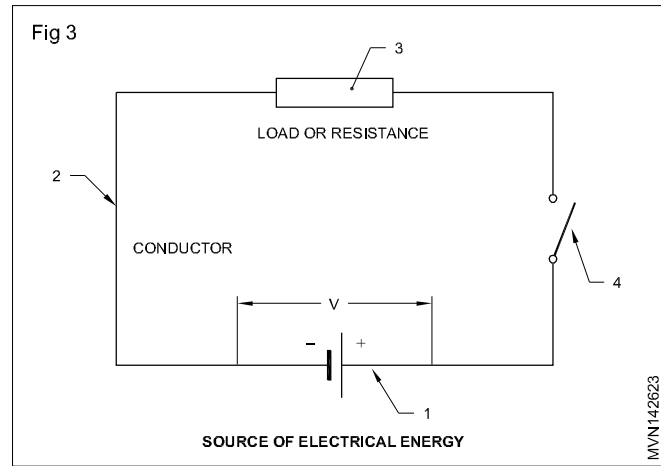 Fig 3
3
LOAD OR RESISTANCE
2
CONDUCTOR
4
V
– +
1
SOURCE OF ELECTRICAL ENERGY
MVN142623